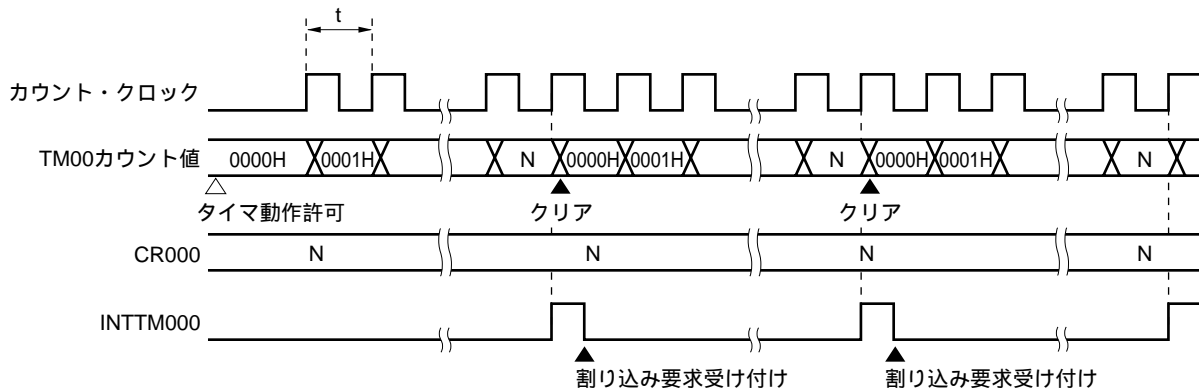 t
カウント・クロック
TM00カウント値 0000H 0001H N 0000H 0001H N 0000H 0001H N
タイマ動作許可 クリア クリア
CR000 N N N N
INTTM000
割り込み要求受け付け 割り込み要求受け付け